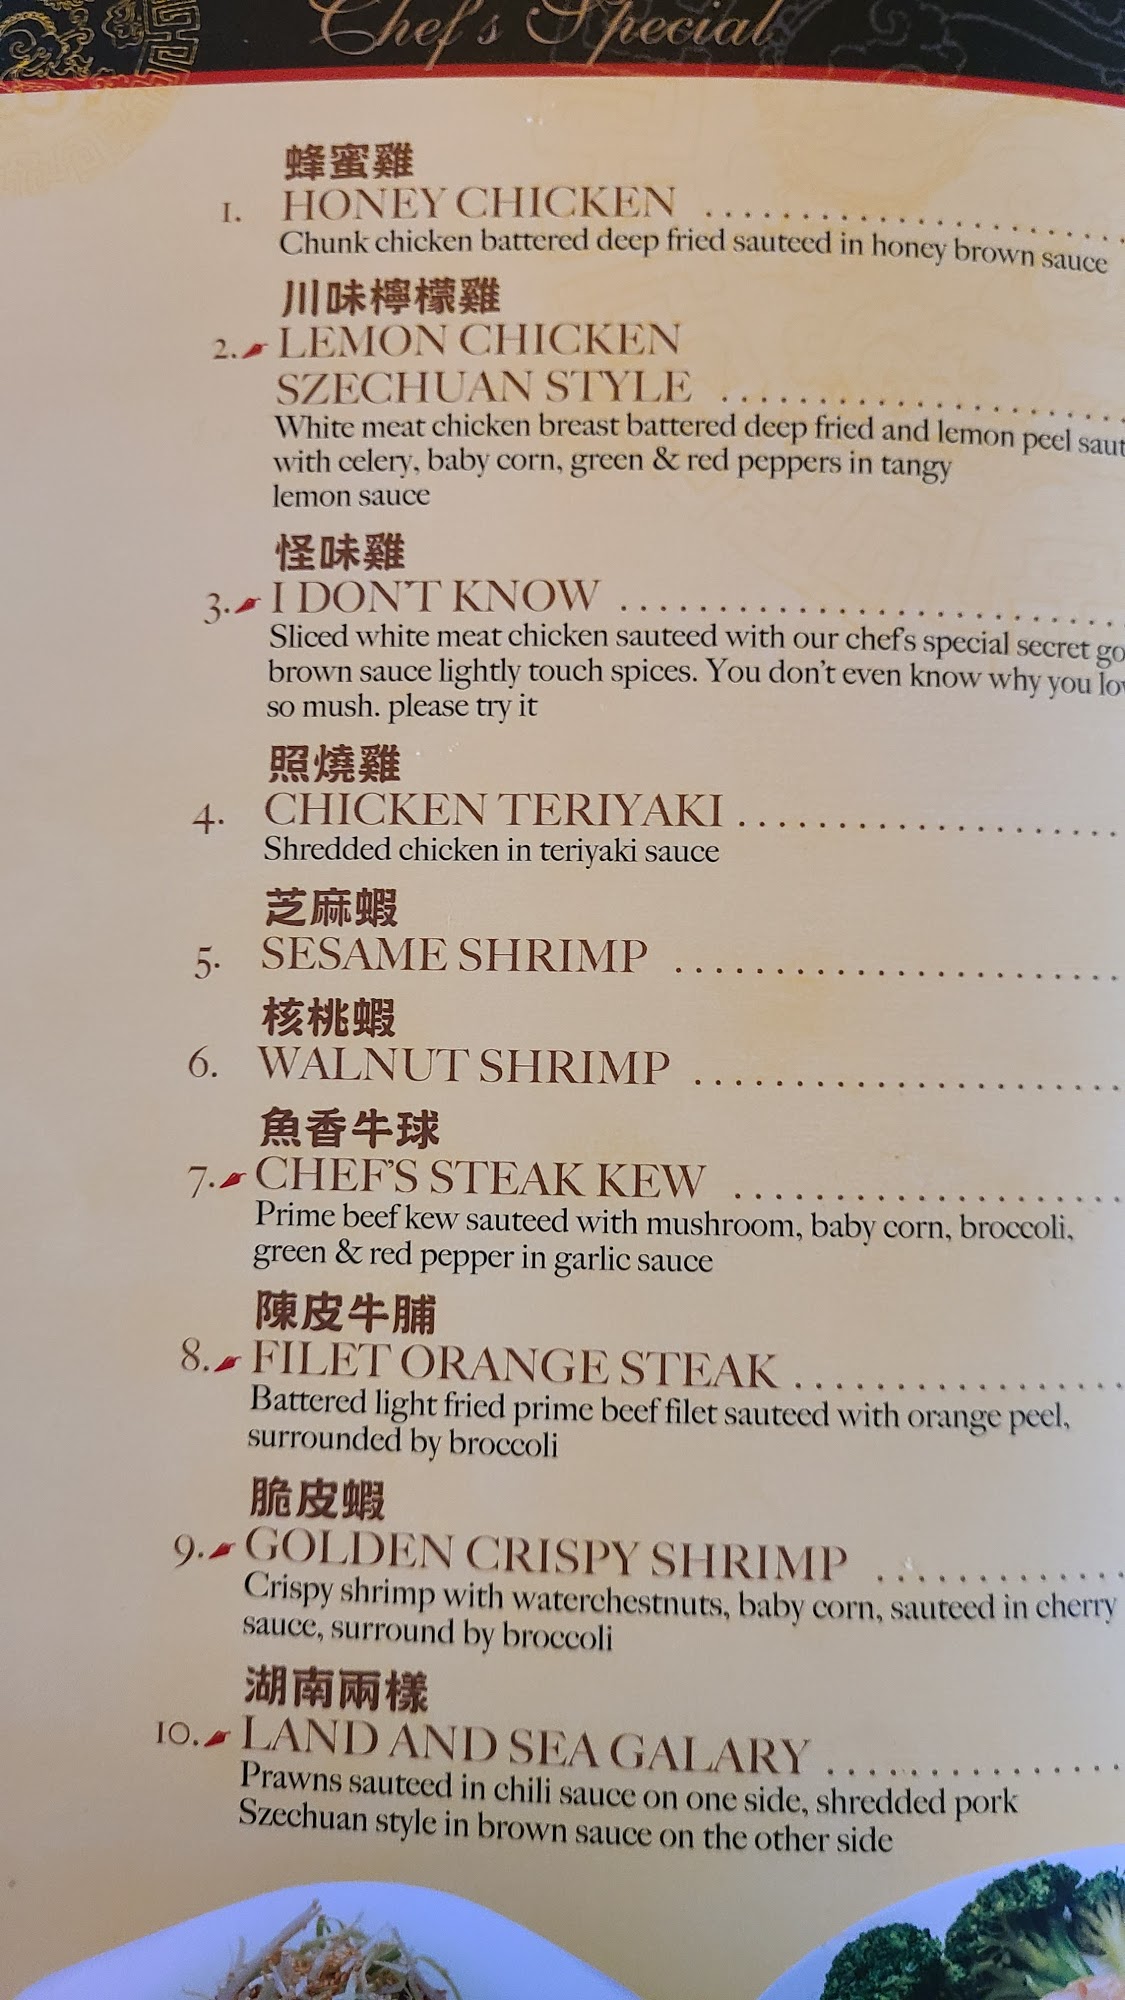 Chef's Special
蜂蜜雞
1. HONEY CHICKEN ........................
Chunk chicken battered deep fried sauteed in honey brown sauce
川味檸檬雞
2. LEMON CHICKEN
SZECHUAN STYLE ........................
White meat chicken breast battered deep fried and lemon peel
with celery, baby corn, green & red peppers in tangy
lemon sauce
怪味雞
3. I DON'T KNOW ........................
Sliced white meat chicken sauteed with our chef's special secret
brown sauce lightly touch spices. You don't even know why you
so mush. please try it
照燒雞
4. CHICKEN TERIYAKI ........................
Shredded chicken in teriyaki sauce
芝麻蝦
5. SESAME SHRIMP ........................
核桃蝦
6. WALNUT SHRIMP ........................
魚香牛球
7. CHEF'S STEAK KEW ........................
Prime beef kew sauteed with mushroom, baby corn, broccoli,
green & red pepper in garlic sauce
陳皮牛脯
8. FILET ORANGE STEAK ........................
Battered light fried prime beef filet sauteed with orange peel,
surrounded by broccoli
脆皮蝦
9. GOLDEN CRISPY SHRIMP ........................
Crispy shrimp with waterchestnuts, baby corn, sauteed in cherry
sauce, surround by broccoli
湖南兩樣
10. LAND AND SEA GALARY ........................
Prawns sauteed in chili sauce on one side, shredded pork
Szechuan style in brown sauce on the other side